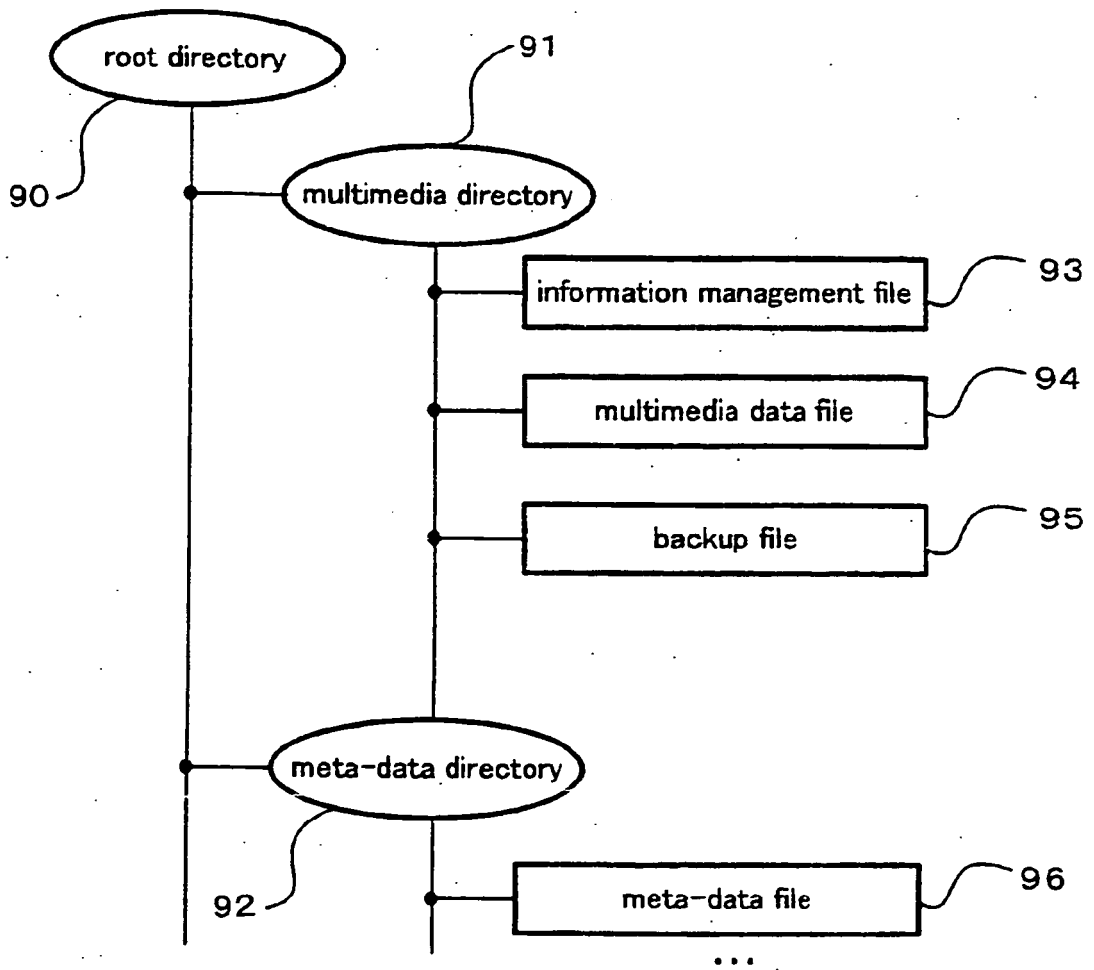 root directory
91
90
multimedia directory
information management file
93
multimedia data file
94
backup file
95
meta-data directory
92
meta-data file
96
...